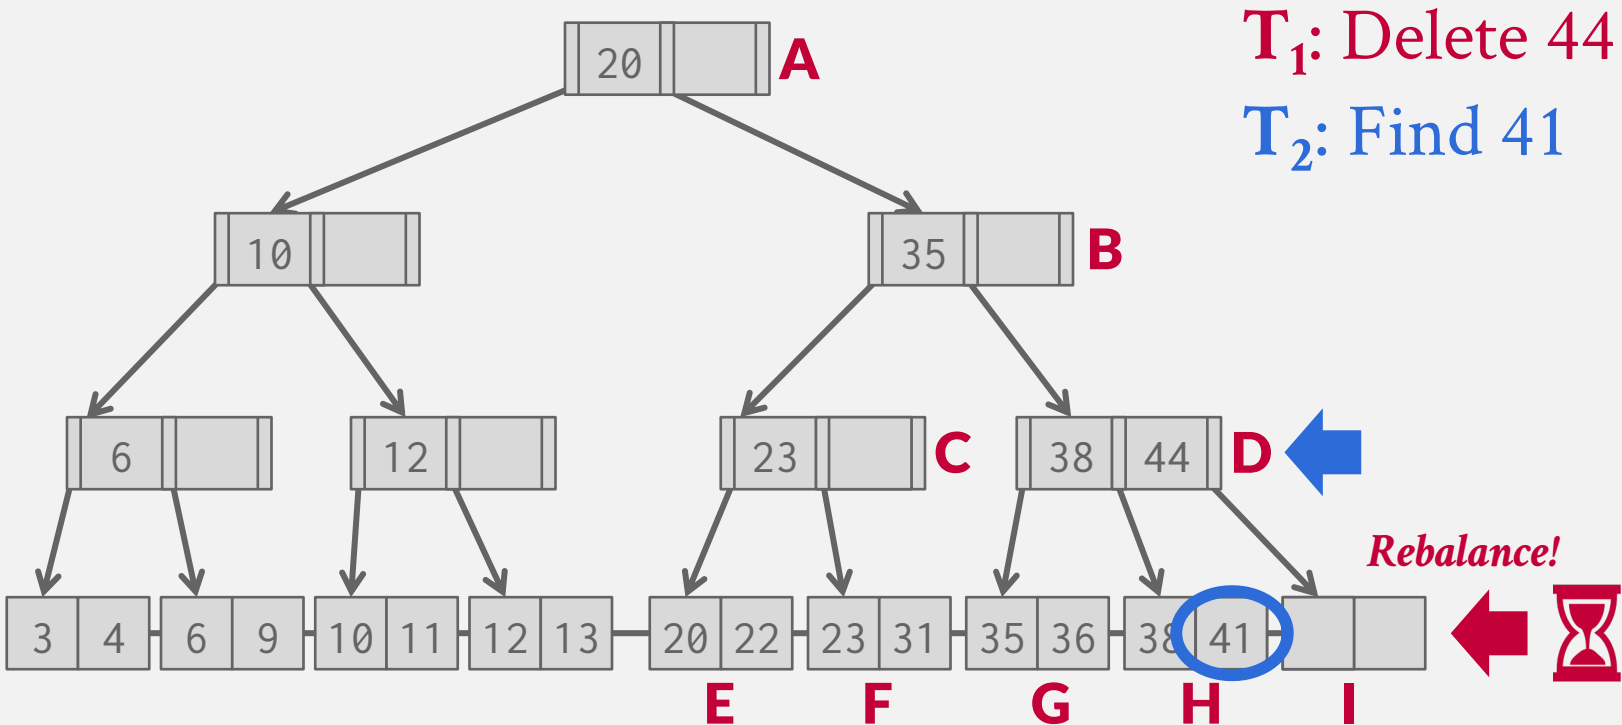 T1: Delete 44
T2: Find 41
20 A
10
35 B
6
12
23 C
38 44 D
Rebalance!
3 4 6 9 10 11 12 13 20 22 23 31 35 36 38 41
E F G H I